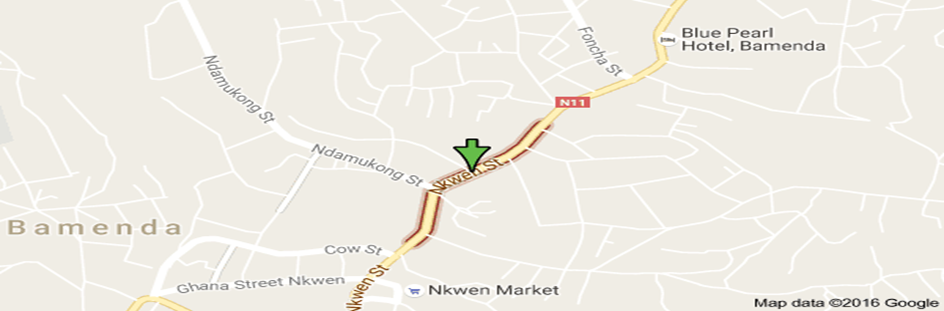 Blue Pearl
Hotel, Bamenda
Foncha St
Ndamukong St
N11
Ndamukong St
Nkwen St
Bamenda
Cow St
Ghana Street Nkwen
Nkwen St
Nkwen Market
Map data ©2016 Google